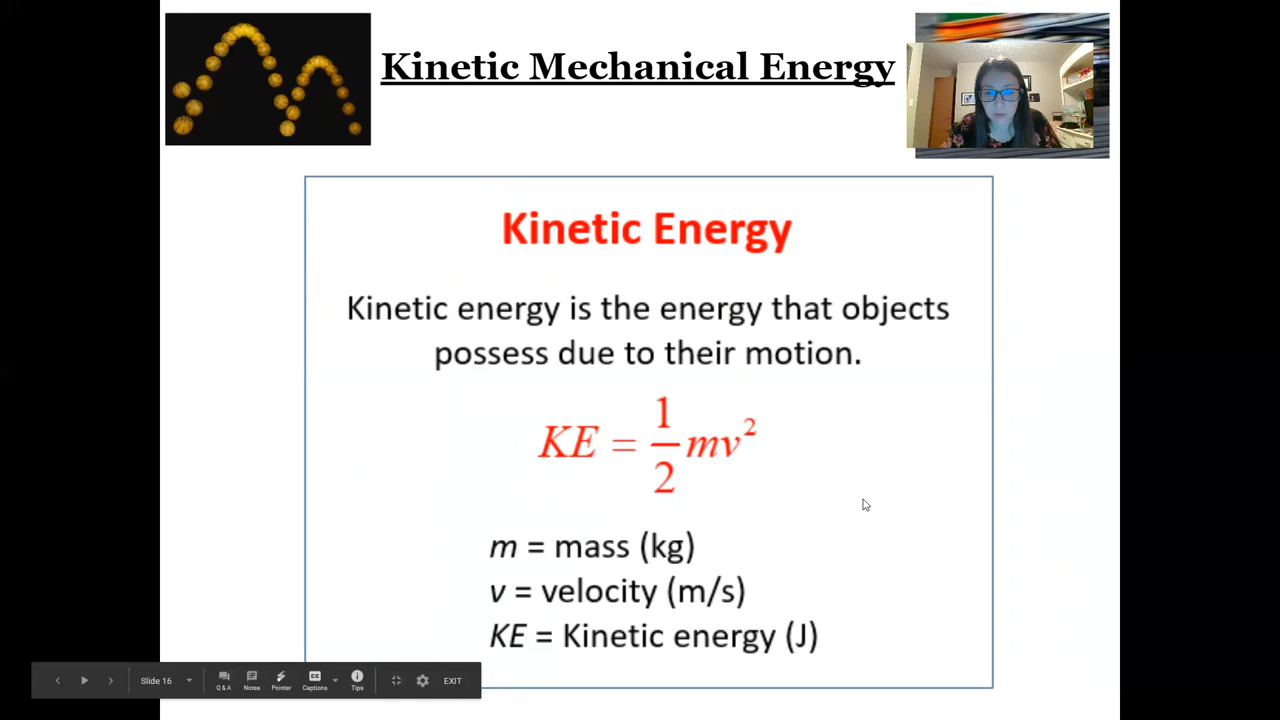 Kinetic Mechanical Energy
Kinetic Energy
Kinetic energy is the energy that objects
possess due to their motion.
KE = 1/2 mv²
m = mass (kg)
v = velocity (m/s)
KE = Kinetic energy (J)
Slide 16
Q & A
Notes
Pointer
CC
Captions
Tips
EXIT